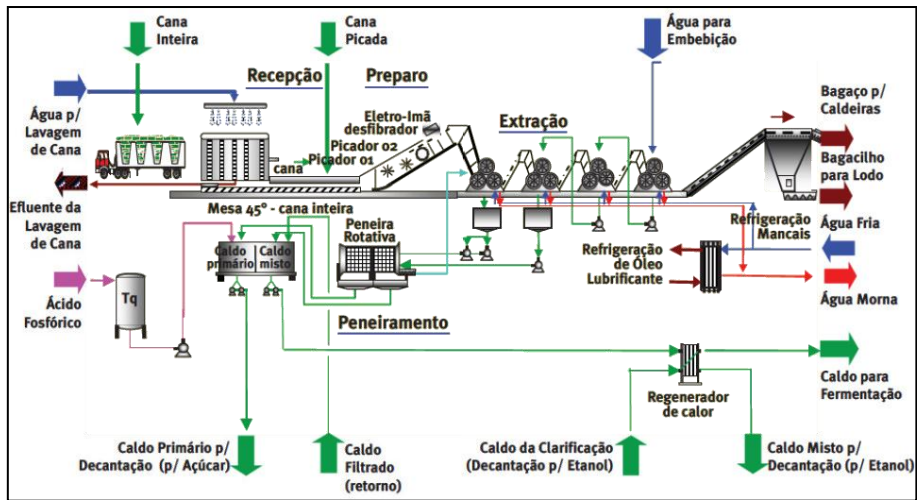 Cana
Inteira
Cana
Picada
Água para
Embebição
Recepção
Preparo
Extração
Água p/
Lavagem
de Cana
Eletro-Imã
desfibrador
Picador 02
Picador 01
cana
Bagaço p/
Caldeiras
Bagacilho
para Lodo
Efluente da
Lavagem
de Cana
Mesa 45° - cana inteira
Água Fria
Refrigeração
Mancais
Peneira
Rotativa
Caldo
primário
Caldo
misto
Refrigeração
de Óleo
Lubrificante
Água Morna
Ácido
Fosfórico
Tq
Peneiramento
Caldo para
Fermentação
Regenerador
de calor
Caldo Primário p/
Decantação (p/ Açúcar)
Caldo
Filtrado
(retorno)
Caldo da Clarificação
(Decantação p/ Etanol)
Caldo Misto p/
Decantação (p/ Etanol)